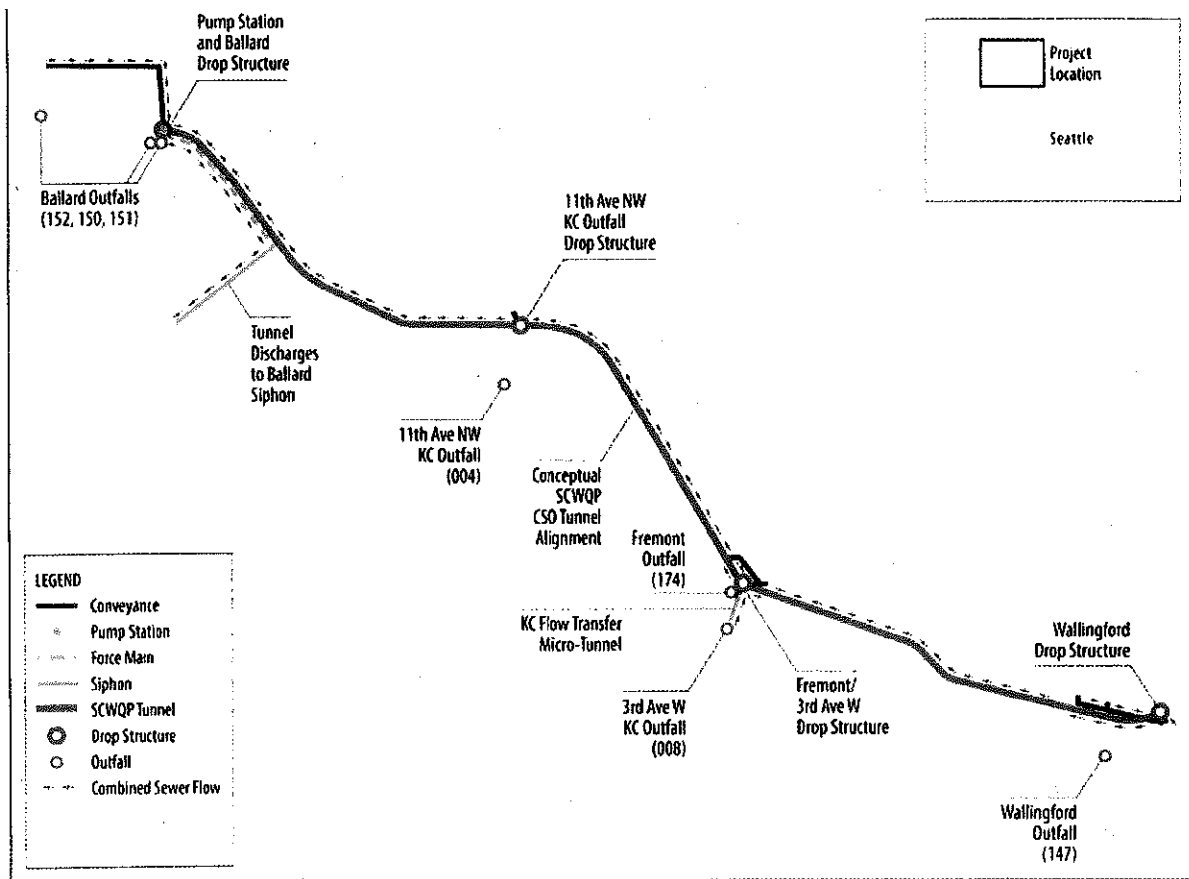 Pump Station
and Ballard
Drop Structure
Project
Location
Seattle
Ballard Outfalls
(152, 150, 151)
11th Ave NW
KC Outfall
Drop Structure
Tunnel
Discharges
to Ballard
Siphon
11th Ave NW
KC Outfall
(004)
Conceptual
SCWQP
CSO Tunnel
Alignment
Fremont
Outfall
(174)
KC Flow Transfer
Micro-Tunnel
3rd Ave W
KC Outfall
(008)
Fremont/
3rd Ave W
Drop Structure
Wallingford
Drop Structure
Wallingford
Outfall
(147)
LEGEND
Conveyance
Pump Station
Force Main
Siphon
SCWQP Tunnel
Drop Structure
Outfall
Combined Sewer Flow